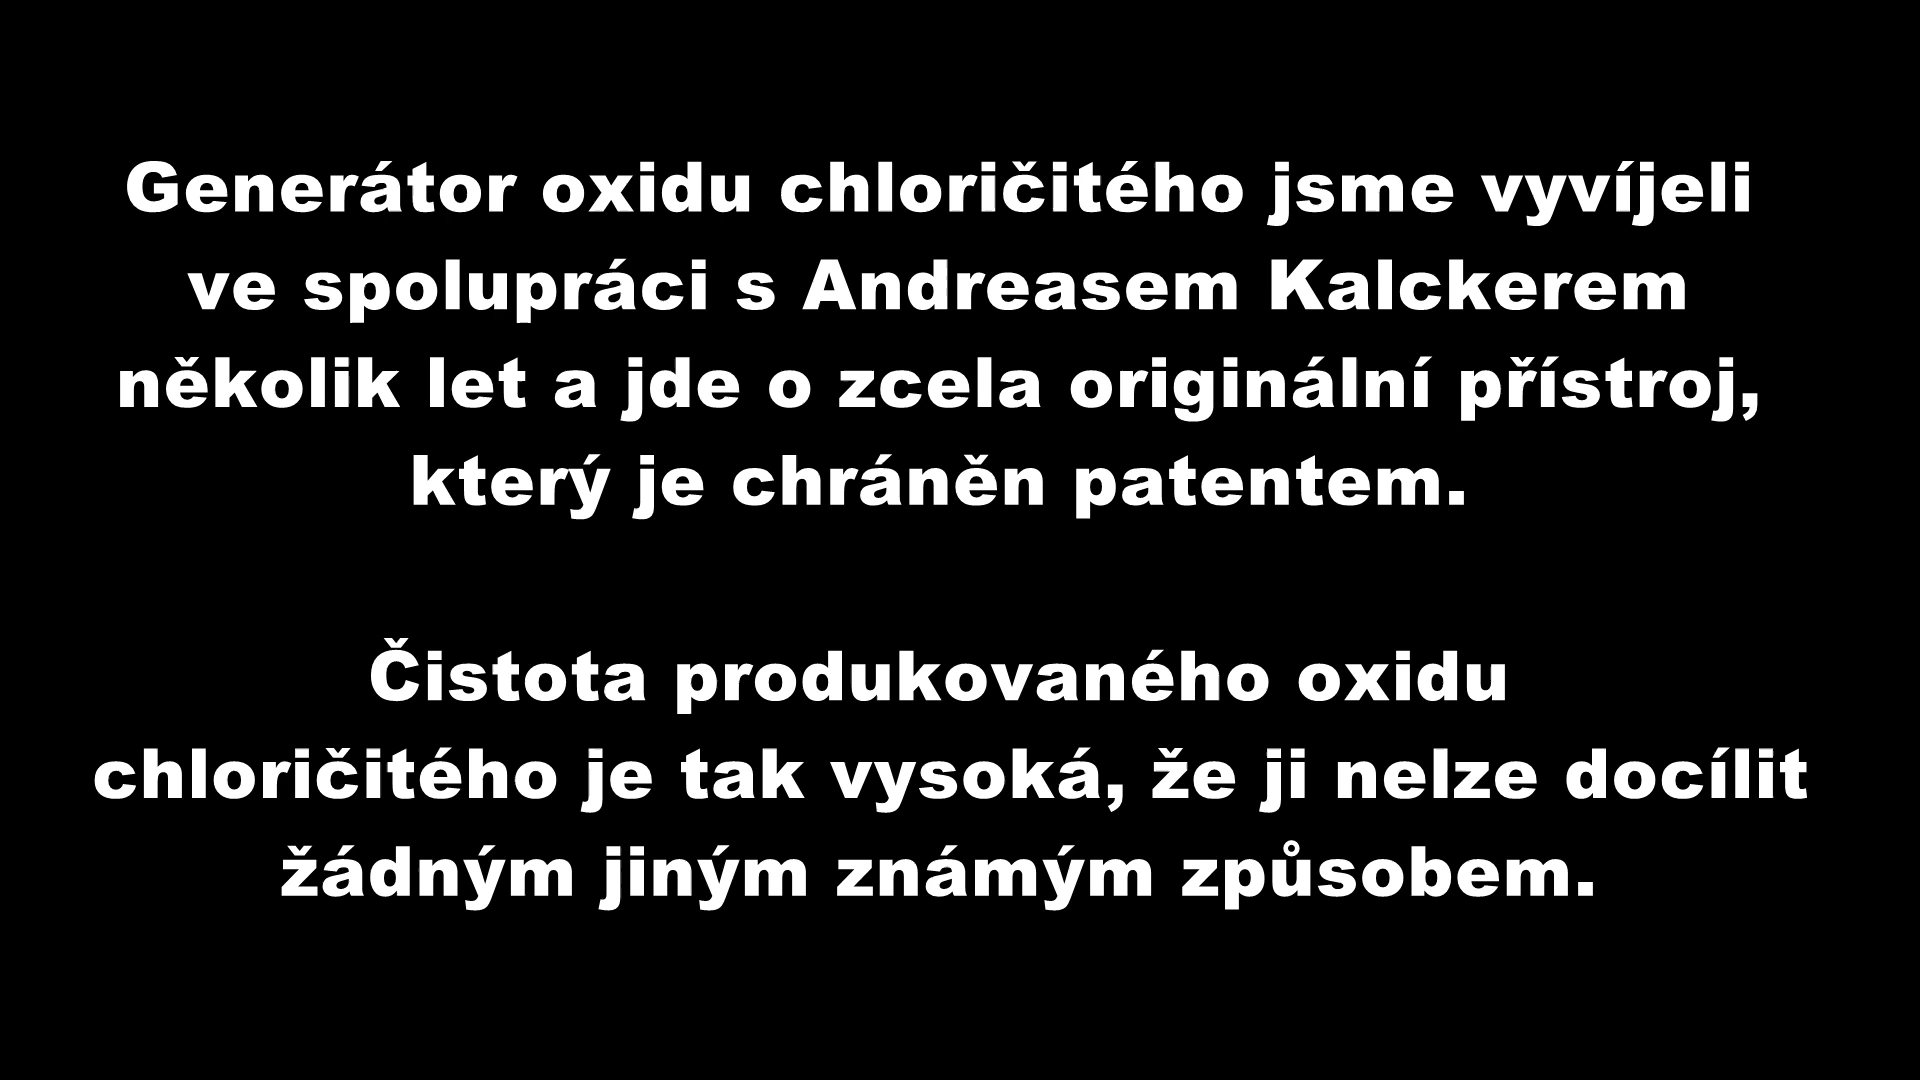 Generátor oxidu chloričitého jsme vyvíjeli
ve spolupráci s Andreasem Kalckerem
několik let a jde o zcela originální přístroj,
který je chráněn patentem.
Čistota produkovaného oxidu
chloričitého je tak vysoká, že ji nelze docílit
žádným jiným známým způsobem.